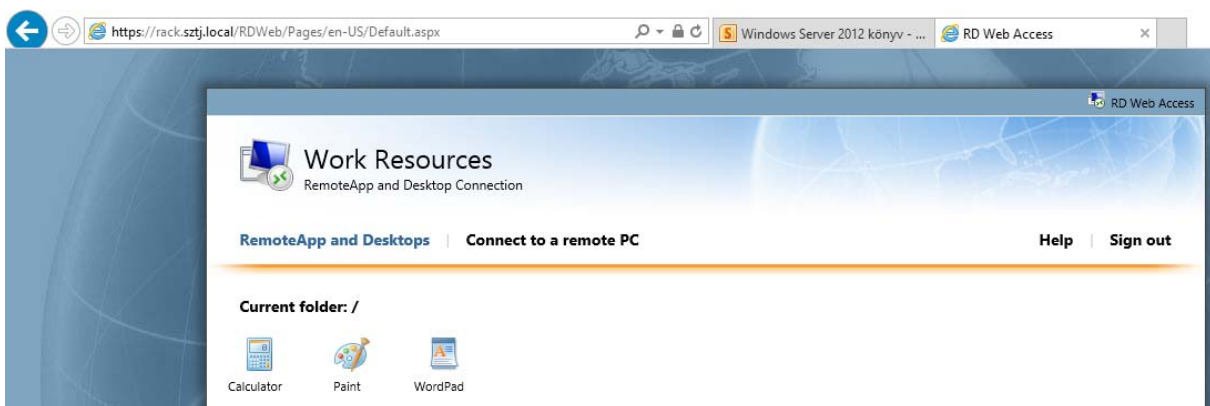 https://rack.sztj.local/RDWeb/Pages/en-US/Default.aspx
Windows Server 2012 könyv - ...
RD Web Access
RD Web Access
Work Resources
RemoteApp and Desktop Connection
RemoteApp and Desktops | Connect to a remote PC
Help | Sign out
Current folder: /
Calculator Paint WordPad